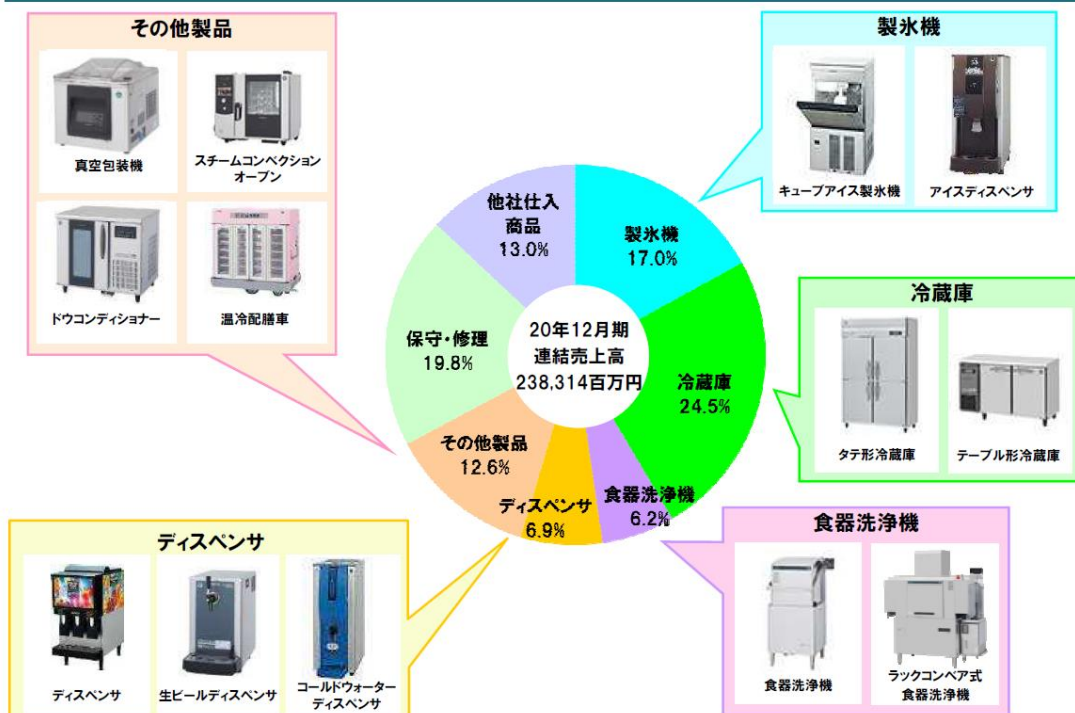 その他製品
真空包装機
スチームコンベクション
オーブン
ドウコンディショナー
温冷配膳車
製氷機
キューブアイス製氷機
アイスディスペンサ
他社仕入
商品
13.0%
製氷機
17.0%
保守・修理
19.8%
20年12月期
連結売上高
238,314百万円
冷蔵庫
24.5%
その他製品
12.6%
ディスペンサ
6.9%
食器洗浄機
6.2%
冷蔵庫
タテ形冷蔵庫
テーブル形冷蔵庫
ディスペンサ
ディスペンサ
生ビールディスペンサ
コールドウォーター
ディスペンサ
食器洗浄機
食器洗浄機
ラックコンベア式
食器洗浄機